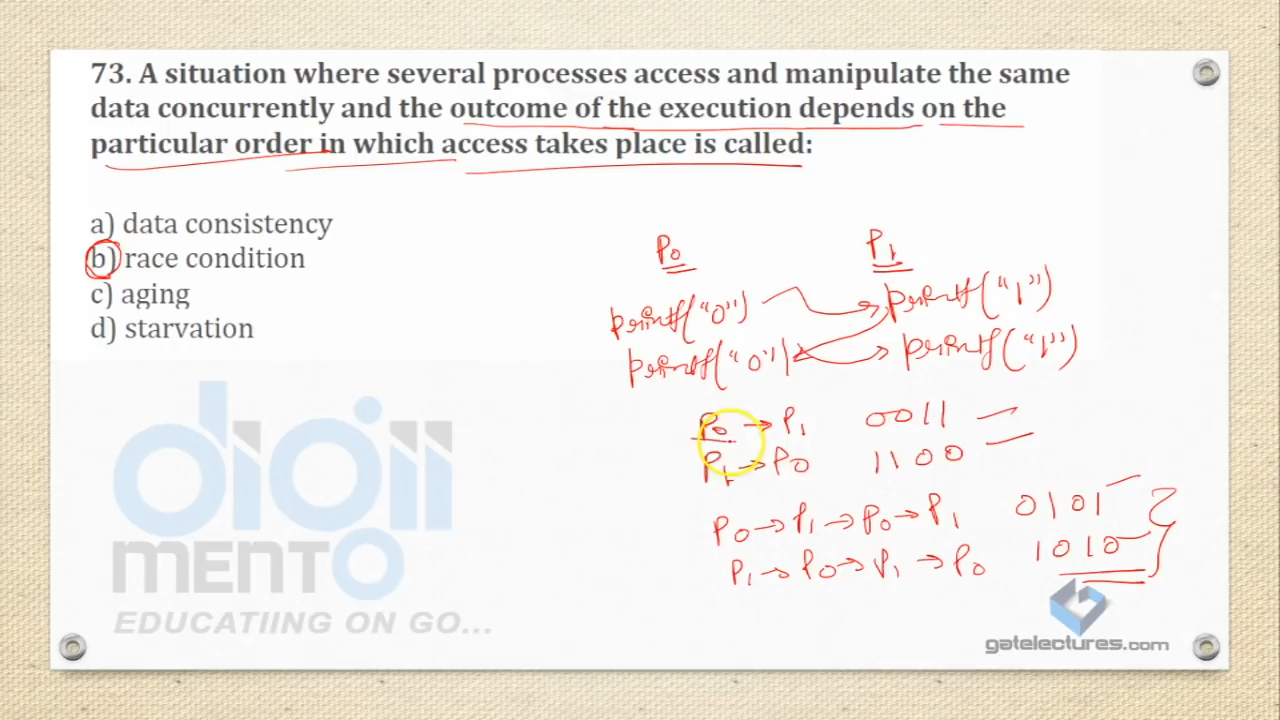 73. A situation where several processes access and manipulate the same
data concurrently and the outcome of the execution depends on the
particular order in which access takes place is called:
a) data consistency
b) race condition
c) aging
d) starvation
P0 P1
printf("0") printf("1")
printf("0") printf("1")
P0 → P1 0011
P1 → P0 1100
P0 → P1 → P0 → P1 0101
P1 → P0 → P1 → P0 1010
digii
MENTO
EDUCATIING ON GO...
gatelectures.com